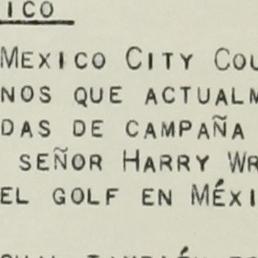 ICO
MEXICO CITY COU
NOS QUE ACTUALM
DAS DE CAMPAÑA
SEÑOR HARRY WR
EL GOLF EN MÉXI